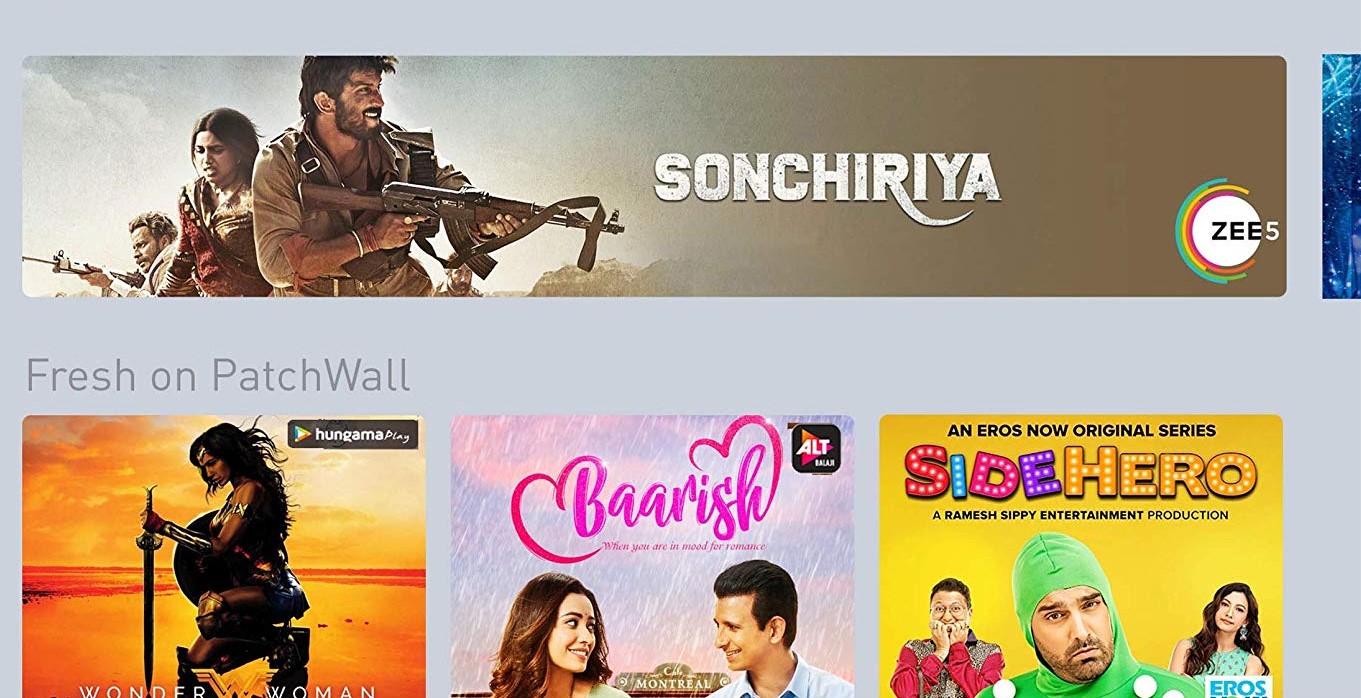 SONCHIRIYA
ZEE5
Fresh on PatchWall
hungama Play
WONDER WOMAN
Baarish
When you are in mood for romance
ALT
BALAJI
Cafe
MONTREAL
AN EROS NOW ORIGINAL SERIES
SIDEHERO
A RAMESH SIPPY ENTERTAINMENT PRODUCTION
EROS